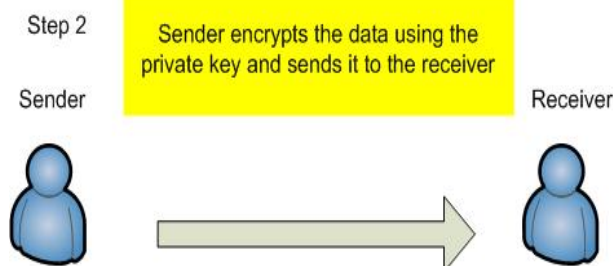 Step 2
Sender encrypts the data using the
private key and sends it to the receiver
Sender
Receiver